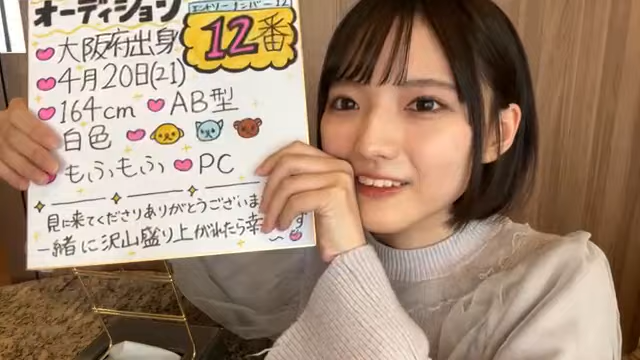 オーディション
エントリーナンバー12
12番
大阪府出身
4月20日(21)
164cm AB型
白色
もふもふ PC
見に来てくださりありがとうございます
一緒に沢山盛り上がれたら幸